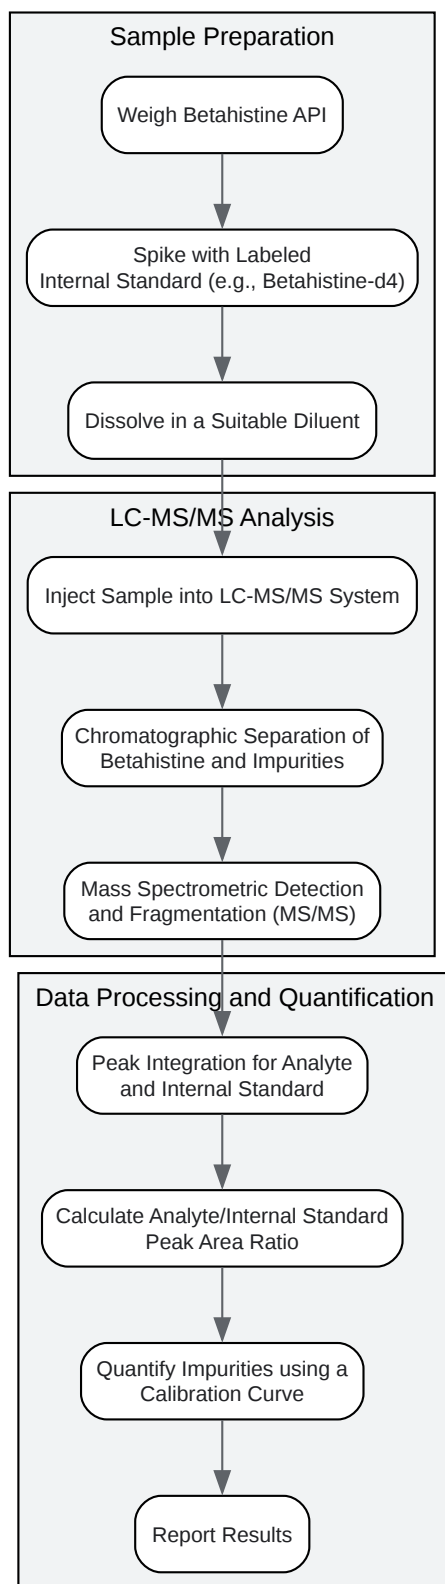 Sample Preparation
Weigh Betahistine API
Spike with Labeled
Internal Standard (e.g., Betahistine-d4)
Dissolve in a Suitable Diluent
LC-MS/MS Analysis
Inject Sample into LC-MS/MS System
Chromatographic Separation of
Betahistine and Impurities
Mass Spectrometric Detection
and Fragmentation (MS/MS)
Data Processing and Quantification
Peak Integration for Analyte
and Internal Standard
Calculate Analyte/Internal Standard
Peak Area Ratio
Quantify Impurities using a
Calibration Curve
Report Results